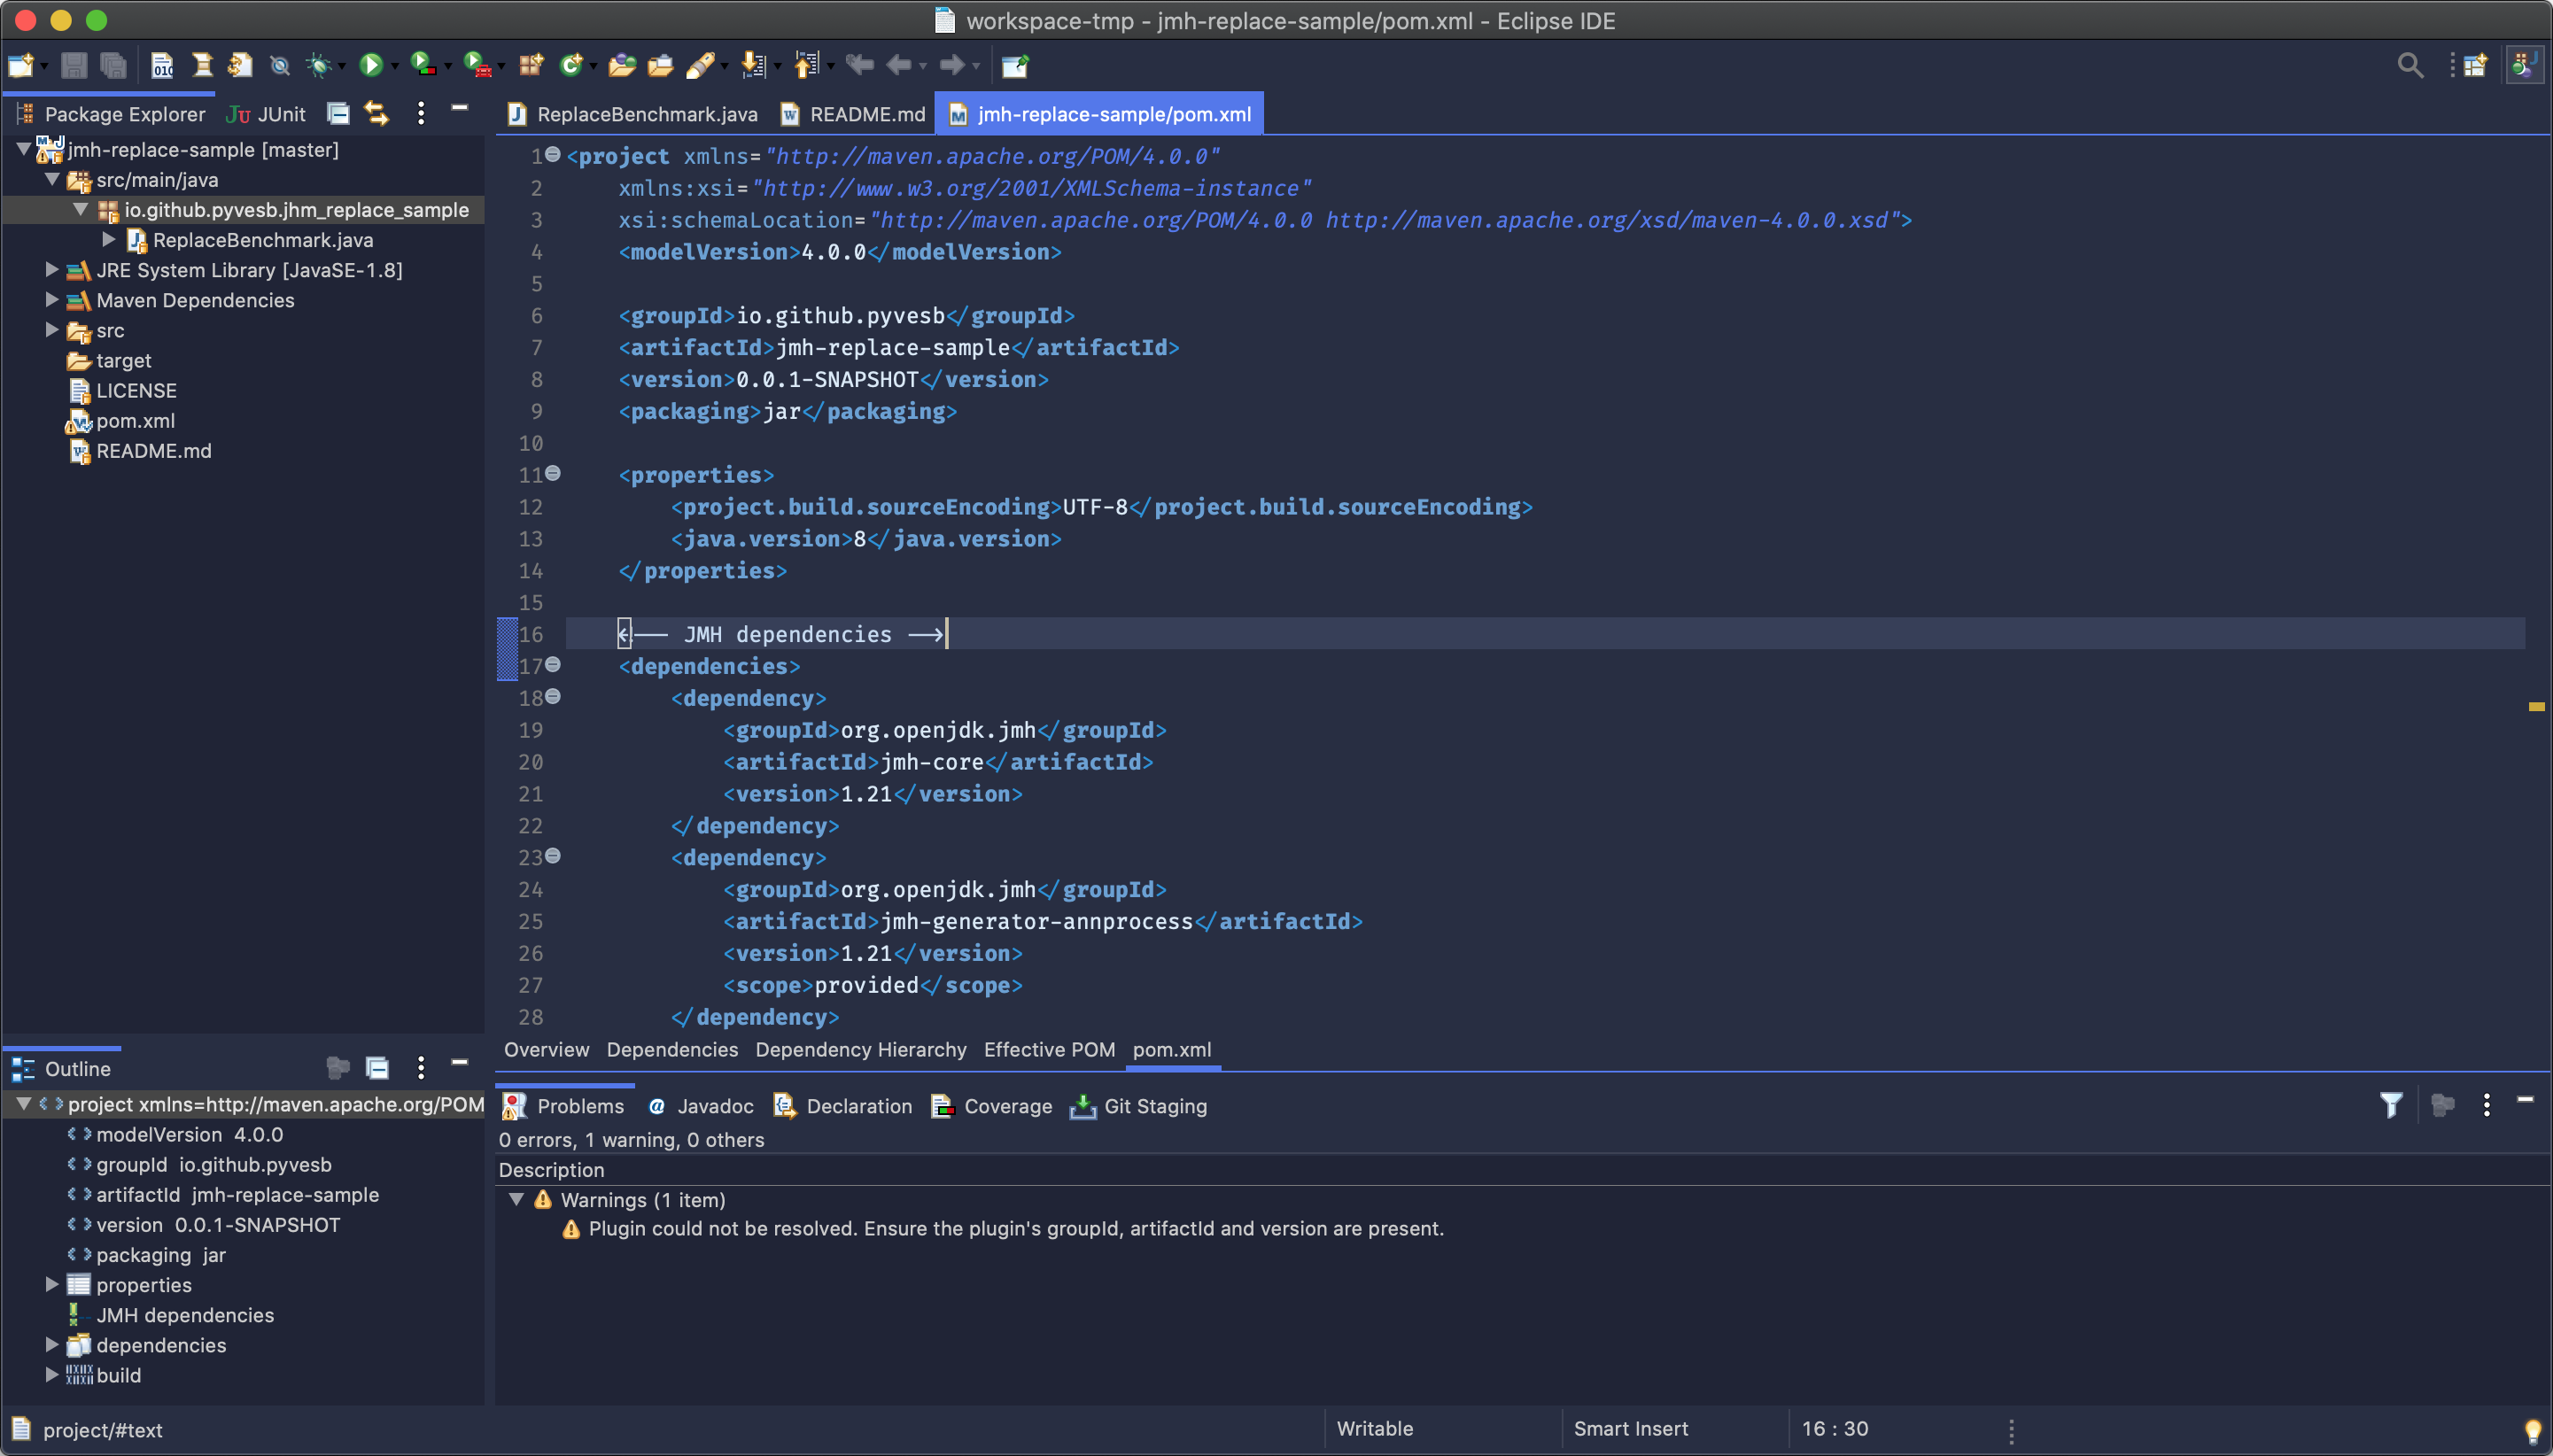 workspace-tmp - jmh-replace-sample/pom.xml - Eclipse IDE
Package Explorer
JUnit
jmh-replace-sample [master]
src/main/java
io.github.pyvesb.jhm_replace_sample
ReplaceBenchmark.java
JRE System Library [JavaSE-1.8]
Maven Dependencies
src
target
LICENSE
pom.xml
README.md
ReplaceBenchmark.java
README.md
jmh-replace-sample/pom.xml
1 <project xmlns="http://maven.apache.org/POM/4.0.0"
2 xmlns:xsi="http://www.w3.org/2001/XMLSchema-instance"
3 xsi:schemaLocation="http://maven.apache.org/POM/4.0.0 http://maven.apache.org/xsd/maven-4.0.0.xsd">
4 <modelVersion>4.0.0</modelVersion>
5
6 <groupId>io.github.pyvesb</groupId>
7 <artifactId>jmh-replace-sample</artifactId>
8 <version>0.0.1-SNAPSHOT</version>
9 <packaging>jar</packaging>
10
11 <properties>
12 <project.build.sourceEncoding>UTF-8</project.build.sourceEncoding>
13 <java.version>8</java.version>
14 </properties>
15
16 <!-- JMH dependencies -->
17 <dependencies>
18 <dependency>
19 <groupId>org.openjdk.jmh</groupId>
20 <artifactId>jmh-core</artifactId>
21 <version>1.21</version>
22 </dependency>
23 <dependency>
24 <groupId>org.openjdk.jmh</groupId>
25 <artifactId>jmh-generator-annprocess</artifactId>
26 <version>1.21</version>
27 <scope>provided</scope>
28 </dependency>
Overview Dependencies Dependency Hierarchy Effective POM pom.xml
Outline
project xmlns=http://maven.apache.org/POM
modelVersion 4.0.0
groupId io.github.pyvesb
artifactId jmh-replace-sample
version 0.0.1-SNAPSHOT
packaging jar
properties
JMH dependencies
dependencies
build
Problems @ Javadoc Declaration Coverage Git Staging
0 errors, 1 warning, 0 others
Description
Warnings (1 item)
Plugin could not be resolved. Ensure the plugin's groupId, artifactId and version are present.
project/#text
Writable
Smart Insert
16 : 30